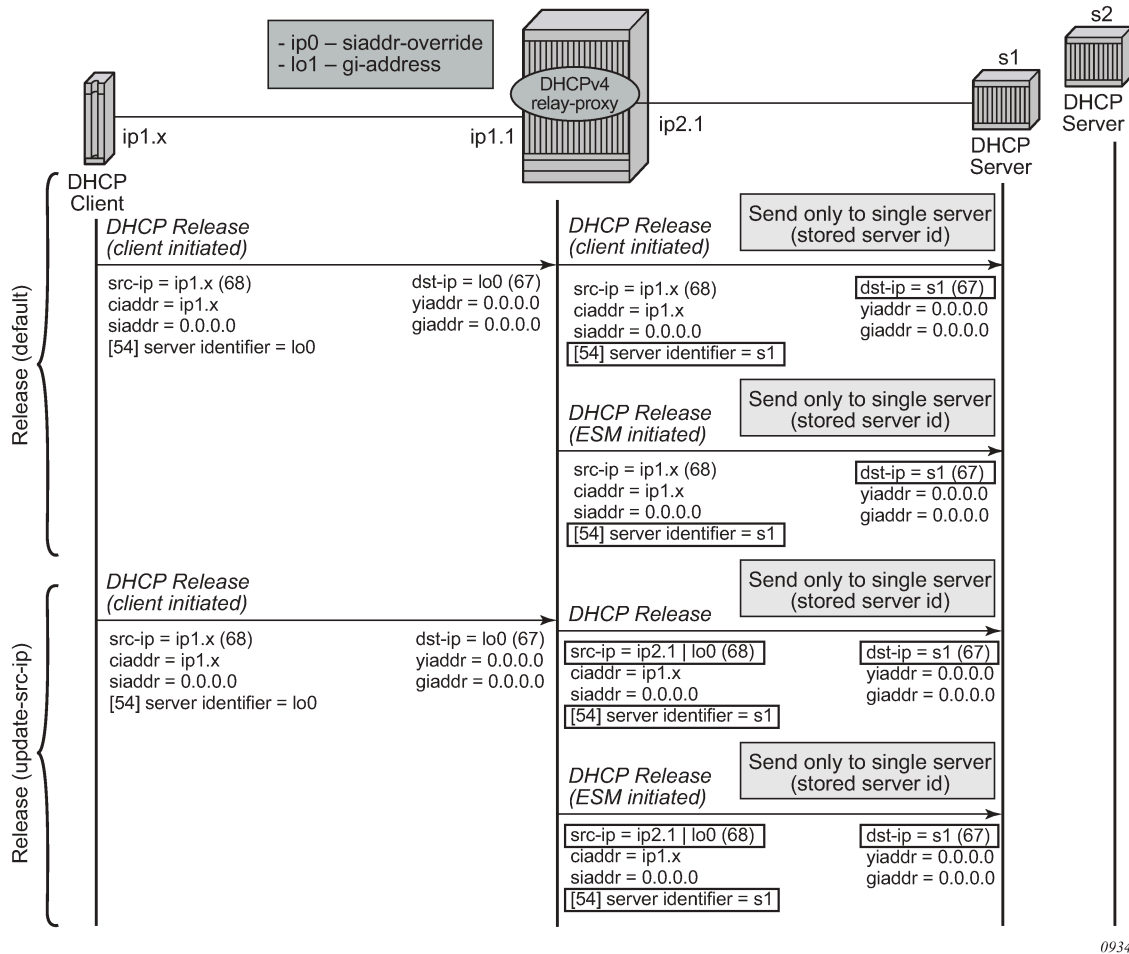 - ip0 – siaddr-override
- lo1 – gi-address
DHCPv4
relay-proxy
s1
s2
DHCP
Server
DHCP
Server
ip1.x
ip1.1
ip2.1
DHCP
Client
Release (default)
DHCP Release
(client initiated)
src-ip = ip1.x (68)
ciaddr = ip1.x
siaddr = 0.0.0.0
[54] server identifier = lo0
dst-ip = lo0 (67)
yiaddr = 0.0.0.0
giaddr = 0.0.0.0
DHCP Release
(client initiated)
Send only to single server
(stored server id)
src-ip = ip1.x (68)
ciaddr = ip1.x
siaddr = 0.0.0.0
[54] server identifier = s1
dst-ip = s1 (67)
yiaddr = 0.0.0.0
giaddr = 0.0.0.0
DHCP Release
(ESM initiated)
Send only to single server
(stored server id)
src-ip = ip1.x (68)
ciaddr = ip1.x
siaddr = 0.0.0.0
[54] server identifier = s1
dst-ip = s1 (67)
yiaddr = 0.0.0.0
giaddr = 0.0.0.0
Release (update-src-ip)
DHCP Release
(client initiated)
src-ip = ip1.x (68)
ciaddr = ip1.x
siaddr = 0.0.0.0
[54] server identifier = lo0
dst-ip = lo0 (67)
yiaddr = 0.0.0.0
giaddr = 0.0.0.0
DHCP Release
Send only to single server
(stored server id)
src-ip = ip2.1 | lo0 (68)
ciaddr = ip1.x
siaddr = 0.0.0.0
[54] server identifier = s1
dst-ip = s1 (67)
yiaddr = 0.0.0.0
giaddr = 0.0.0.0
DHCP Release
(ESM initiated)
Send only to single server
(stored server id)
src-ip = ip2.1 | lo0 (68)
ciaddr = ip1.x
siaddr = 0.0.0.0
[54] server identifier = s1
dst-ip = s1 (67)
yiaddr = 0.0.0.0
giaddr = 0.0.0.0
0934